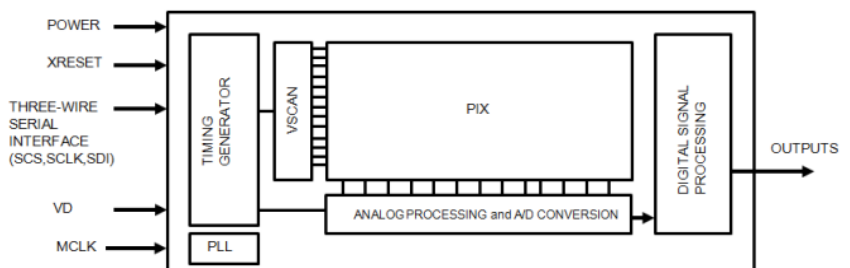 POWER
XRESET
THREE-WIRE
SERIAL
INTERFACE
(SCS,SCLK,SDI)
VD
MCLK
TIMING
GENERATOR
PLL
VSCAN
PIX
ANALOG PROCESSING and A/D CONVERSION
DIGITAL SIGNAL
PROCESSING
OUTPUTS